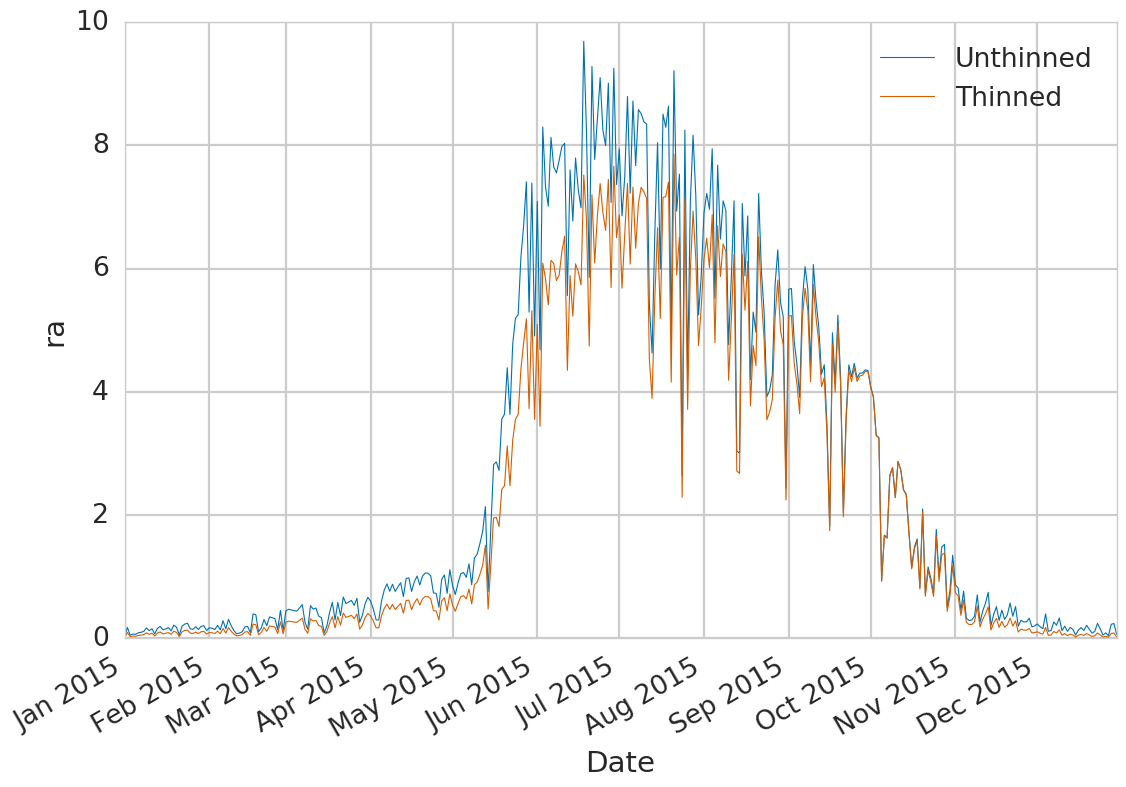 10
8
6
4
2
0
ra
Unthinned
Thinned
Jan 2015
Feb 2015
Mar 2015
Apr 2015
May 2015
Jun 2015
Jul 2015
Aug 2015
Sep 2015
Oct 2015
Nov 2015
Dec 2015
Date